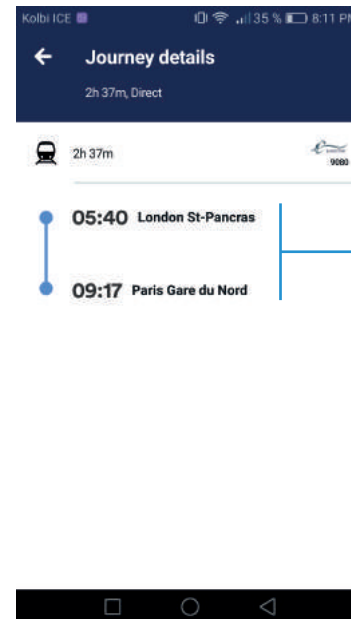 Kolbi ICE 35 % 8:11 PM
Journey details
2h 37m, Direct
2h 37m
9080
05:40 London St-Pancras
09:17 Paris Gare du Nord